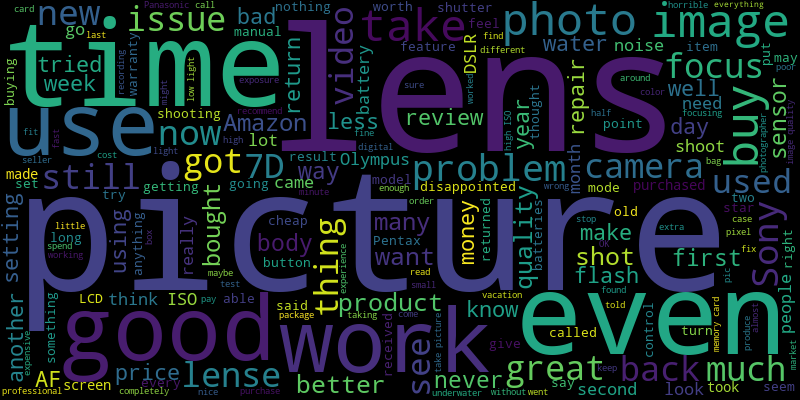 card
Panasonic
call
horrible
everything
new
issue
bad
nothing
worth
shutter
photo
image
time
last
go
manual
take
feel
find
different
lens
video
feature
DSLR
water
noise
item
put
may
poor
tried
week
buying
recording
warranty
might
low light
exposure
return
battery
recommend
worked
focus
sure
around
color
use
shooting
less
review
year
thought
repair
well
need
sensor
focusing
photographer
image quality
fit
fast
now
Amazon
fine
digital
high ISO
half
point
day
shoot
buy
bag
seller
cost
light
high
lot
result
Olympus
way
got
7D
problem
month
camera
made
set
getting
going
came
model
disappointed
mode
purchased
used
wrong
two
still
try
minute
enough
order
money
returned
quality
batteries
old
star
case
pixel
little
long
spend
working
using
anything
box
really
bought
cheap
body
button
many
Pentax
want
stop
OK
make
extra
first
fix
Sony
right
people
picture
maybe
test
thing
experience
read
small
shot
flash
found
pic
setting
another
something
LCD
think
ISO
pay
able
said
package
product
taking
received
come
vacation
know
called
told
control
memory card
turn
produce
almost
market
good
work
even
expensive
AF
screen
price
every
lense
better
see
never
give
great
back
much
professional
completely
nice
purchase
take picture
underwater
without
went
say
second
keep
look
took
seem